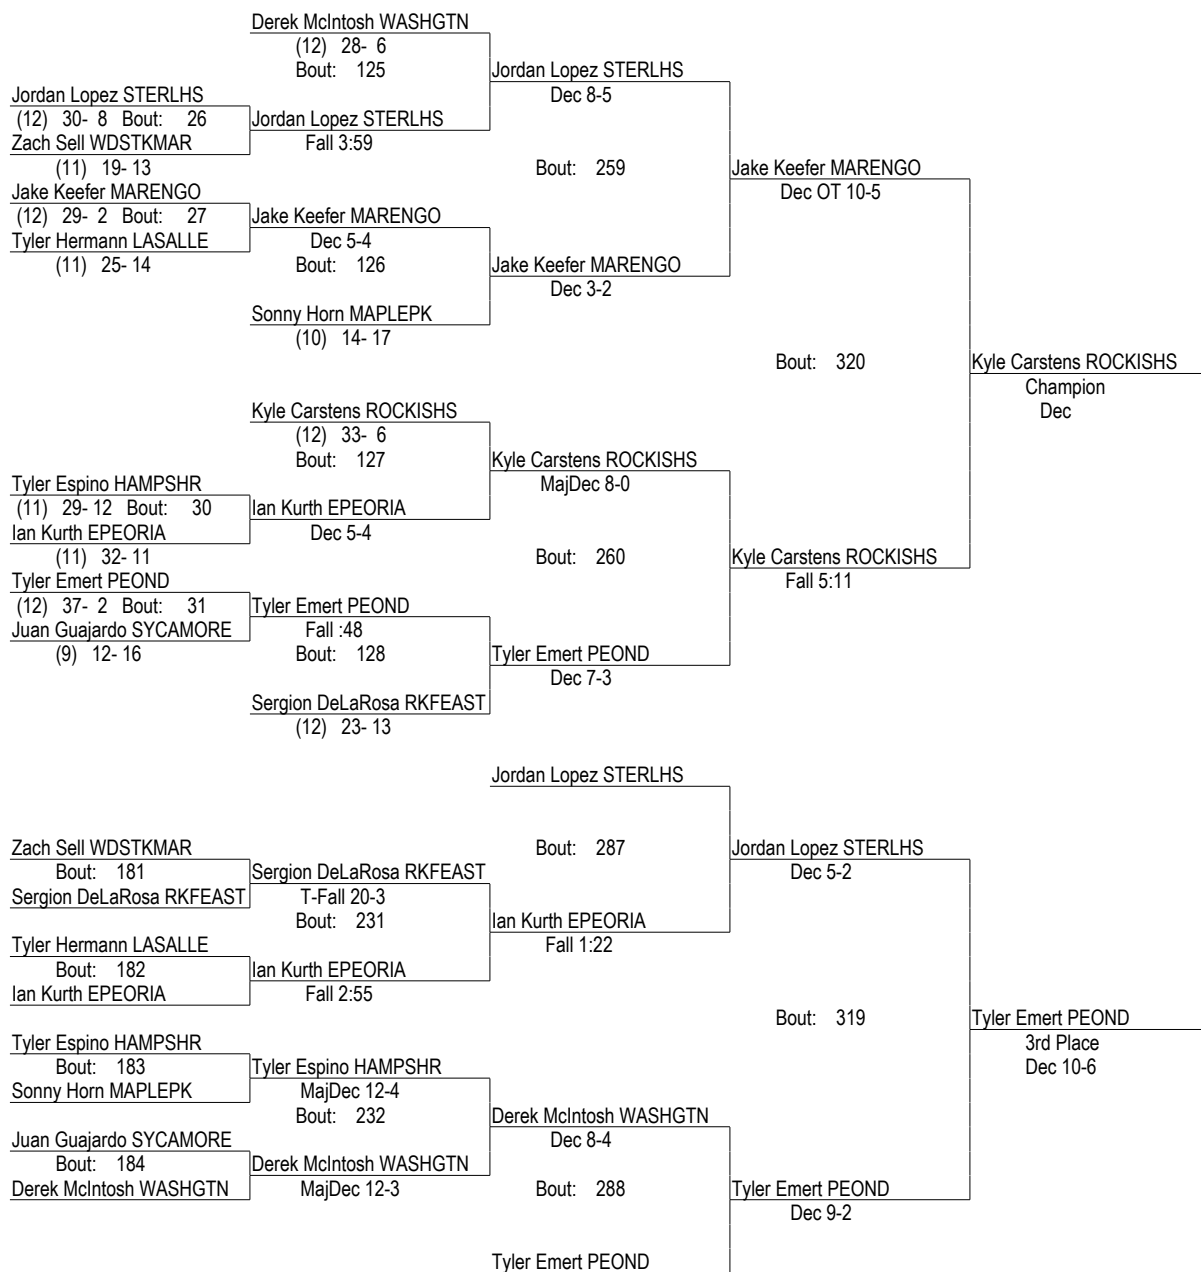 Derek McIntosh WASHGTN
(12) 28- 6
Bout: 125
Jordan Lopez STERLHS
Dec 8-5
Jordan Lopez STERLHS
(12) 30- 8 Bout: 26
Jordan Lopez STERLHS
Zach Sell WDSTKMAR
Fall 3:59
(11) 19- 13
Bout: 259
Jake Keefer MARENGO
Jake Keefer MARENGO
Dec OT 10-5
(12) 29- 2 Bout: 27
Jake Keefer MARENGO
Tyler Hermann LASALLE
Dec 5-4
(11) 25- 14
Bout: 126
Jake Keefer MARENGO
Dec 3-2
Sonny Horn MAPLEPK
(10) 14- 17
Bout: 320
Kyle Carstens ROCKISHS
Champion
Dec
Kyle Carstens ROCKISHS
(12) 33- 6
Bout: 127
Kyle Carstens ROCKISHS
MajDec 8-0
Tyler Espino HAMPSHR
(11) 29- 12 Bout: 30
Ian Kurth EPEORIA
Ian Kurth EPEORIA
Dec 5-4
(11) 32- 11
Bout: 260
Kyle Carstens ROCKISHS
Fall 5:11
Tyler Emert PEOND
(12) 37- 2 Bout: 31
Tyler Emert PEOND
Juan Guajardo SYCAMORE
Fall :48
(9) 12- 16
Bout: 128
Tyler Emert PEOND
Dec 7-3
Sergion DeLaRosa RKFEAST
(12) 23- 13
Jordan Lopez STERLHS
Zach Sell WDSTKMAR
Bout: 287
Jordan Lopez STERLHS
Bout: 181
Sergion DeLaRosa RKFEAST
Dec 5-2
Sergion DeLaRosa RKFEAST
T-Fall 20-3
Bout: 231
Ian Kurth EPEORIA
Tyler Hermann LASALLE
Fall 1:22
Bout: 182
Ian Kurth EPEORIA
Ian Kurth EPEORIA
Fall 2:55
Bout: 319
Tyler Emert PEOND
3rd Place
Dec 10-6
Tyler Espino HAMPSHR
Bout: 183
Tyler Espino HAMPSHR
Sonny Horn MAPLEPK
MajDec 12-4
Bout: 232
Derek McIntosh WASHGTN
Juan Guajardo SYCAMORE
Dec 8-4
Bout: 184
Derek McIntosh WASHGTN
Derek McIntosh WASHGTN
MajDec 12-3
Bout: 288
Tyler Emert PEOND
Dec 9-2
Tyler Emert PEOND